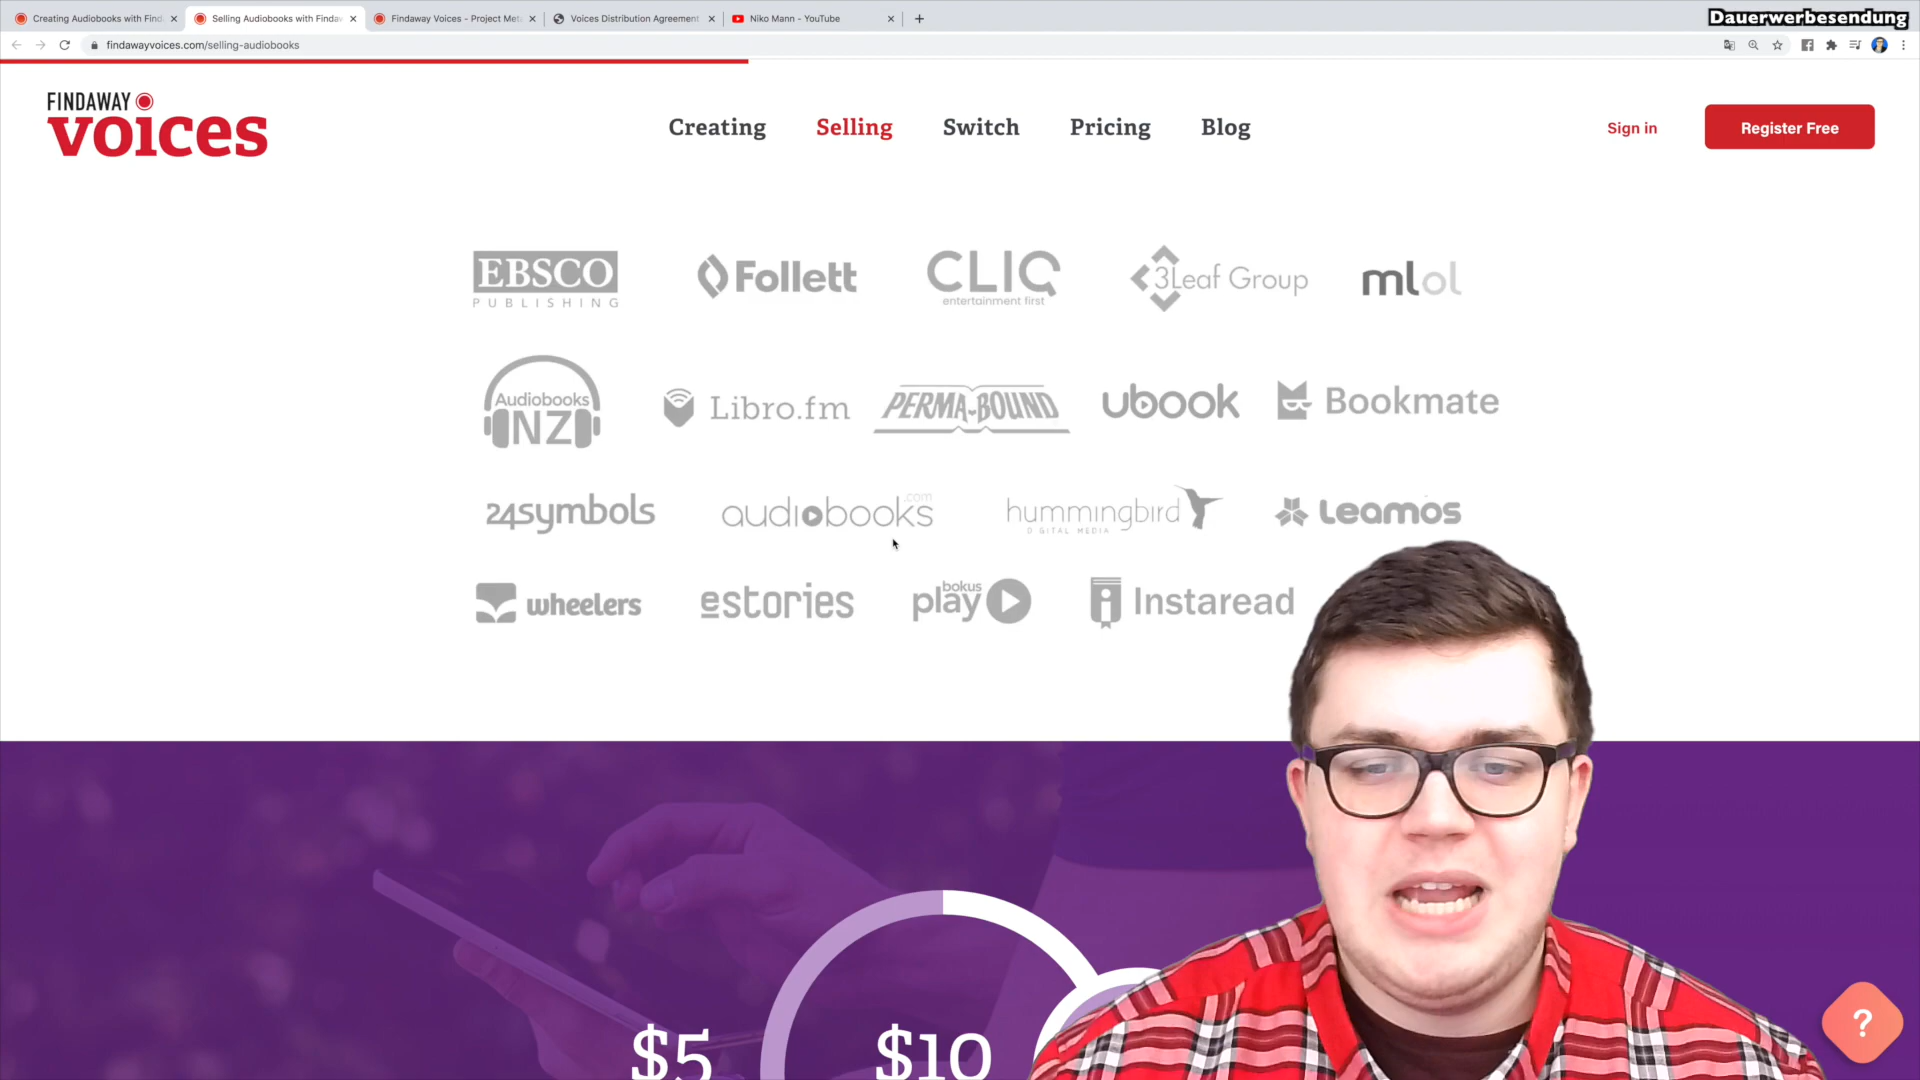 Creating Audiobooks with Find
Selling Audiobooks with Findaw
Findaway Voices - Project Met
Voices Distribution Agreement
Niko Mann - YouTube
Dauerwerbesendung
findawayvoices.com/selling-audiobooks
FINDAWAY
voices
Creating
Selling
Switch
Pricing
Blog
Sign in
Register Free
EBSCO
PUBLISHING
Follett
CLIQ
entertainment first
3Leaf Group
mlol
Audiobooks
NZ
Libro.fm
PERMA-BOUND
ubook
Bookmate
24symbols
audiobooks
.com
hummingbird
DIGITAL MEDIA
Leamos
wheelers
estories
bokus
play
Instaread
$5
$10
?